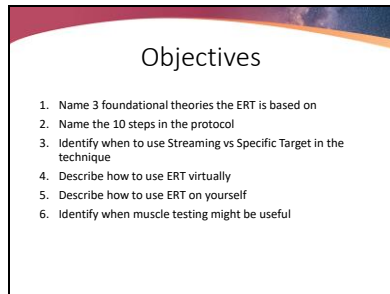 Objectives
1. Name 3 foundational theories the ERT is based on
2. Name the 10 steps in the protocol
3. Identify when to use Streaming vs Specific Target in the
technique
4. Describe how to use ERT virtually
5. Describe how to use ERT on yourself
6. Identify when muscle testing might be useful